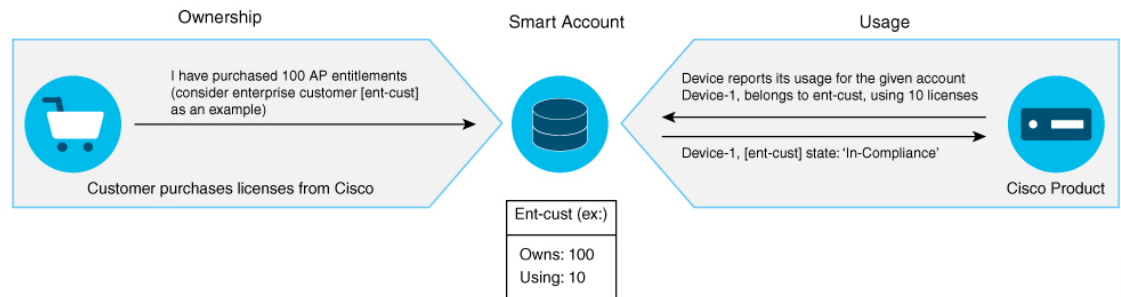 Ownership
Smart Account
Usage
I have purchased 100 AP entitlements
(consider enterprise customer [ent-cust]
as an example)
Customer purchases licenses from Cisco
Device reports its usage for the given account
Device-1, belongs to ent-cust, using 10 licenses
Device-1, [ent-cust] state: ‘In-Compliance’
Cisco Product
Ent-cust (ex:)
Owns: 100
Using: 10